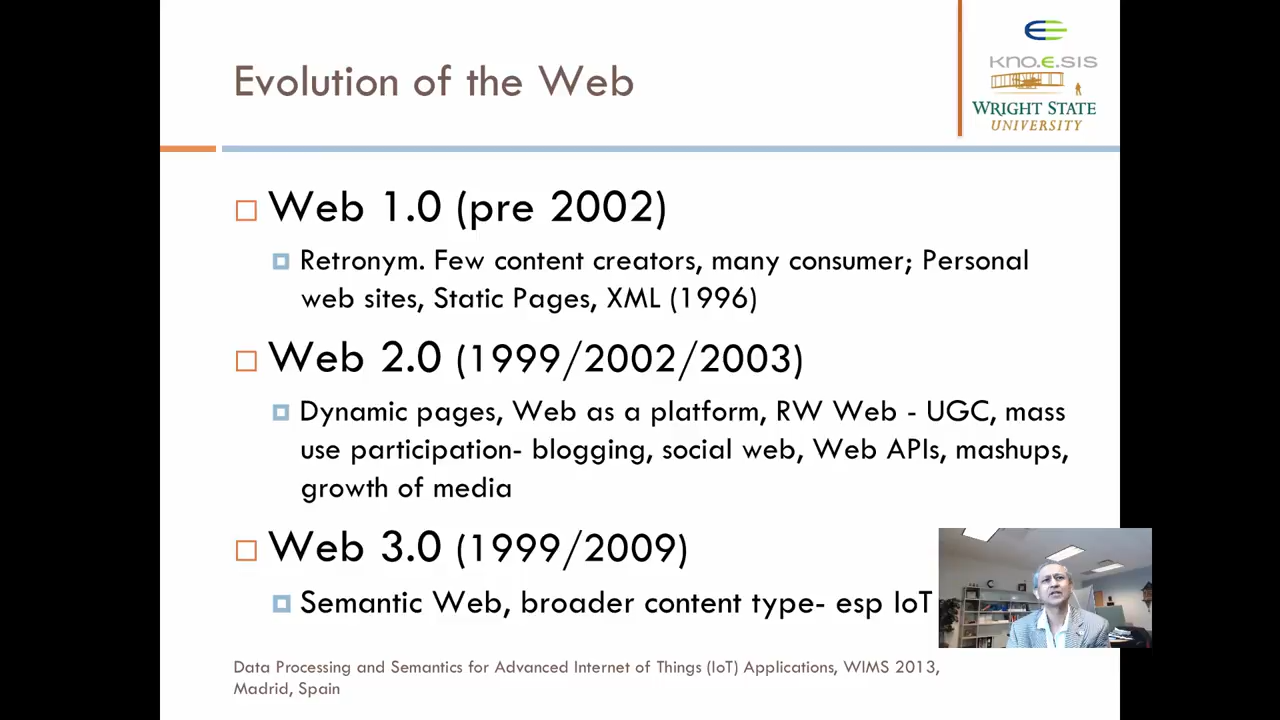 Evolution of the Web
KNO.E.SIS
WRIGHT STATE
UNIVERSITY
Web 1.0 (pre 2002)
Retronym. Few content creators, many consumer; Personal
web sites, Static Pages, XML (1996)
Web 2.0 (1999/2002/2003)
Dynamic pages, Web as a platform, RW Web - UGC, mass
use participation- blogging, social web, Web APIs, mashups,
growth of media
Web 3.0 (1999/2009)
Semantic Web, broader content type- esp IoT
Data Processing and Semantics for Advanced Internet of Things (IoT) Applications, WIMS 2013,
Madrid, Spain